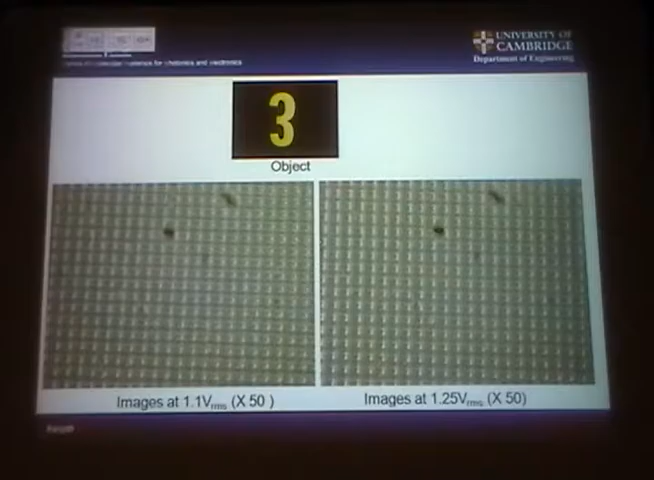 UNIVERSITY OF
CAMBRIDGE
Department of Engineering
3
Object
Images at 1.1Vrms (X 50 )
Images at 1.25Vrms (X 50)